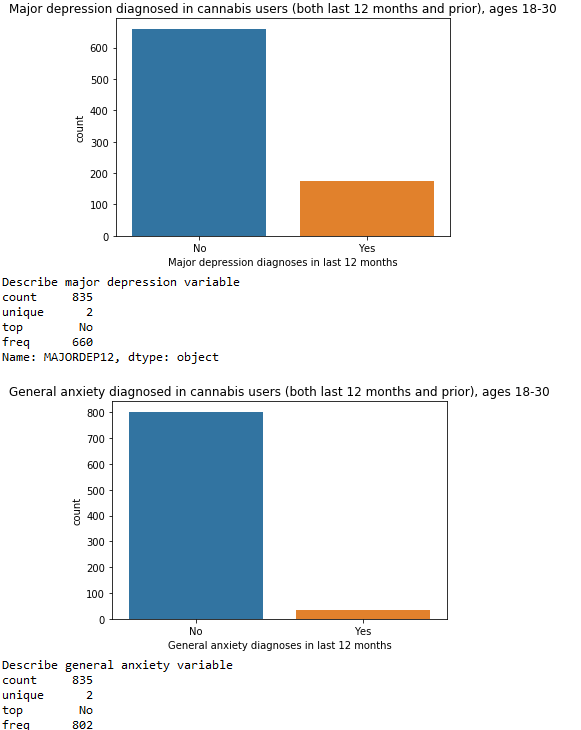 Major depression diagnosed in cannabis users (both last 12 months and prior), ages 18-30
600
500
400
300
200
100
0
count
No Yes
Major depression diagnoses in last 12 months
Describe major depression variable
count 835
unique 2
top No
freq 660
Name: MAJORDEP12, dtype: object
General anxiety diagnosed in cannabis users (both last 12 months and prior), ages 18-30
800
700
600
500
400
300
200
100
0
count
No Yes
General anxiety diagnoses in last 12 months
Describe general anxiety variable
count 835
unique 2
top No
freq 802